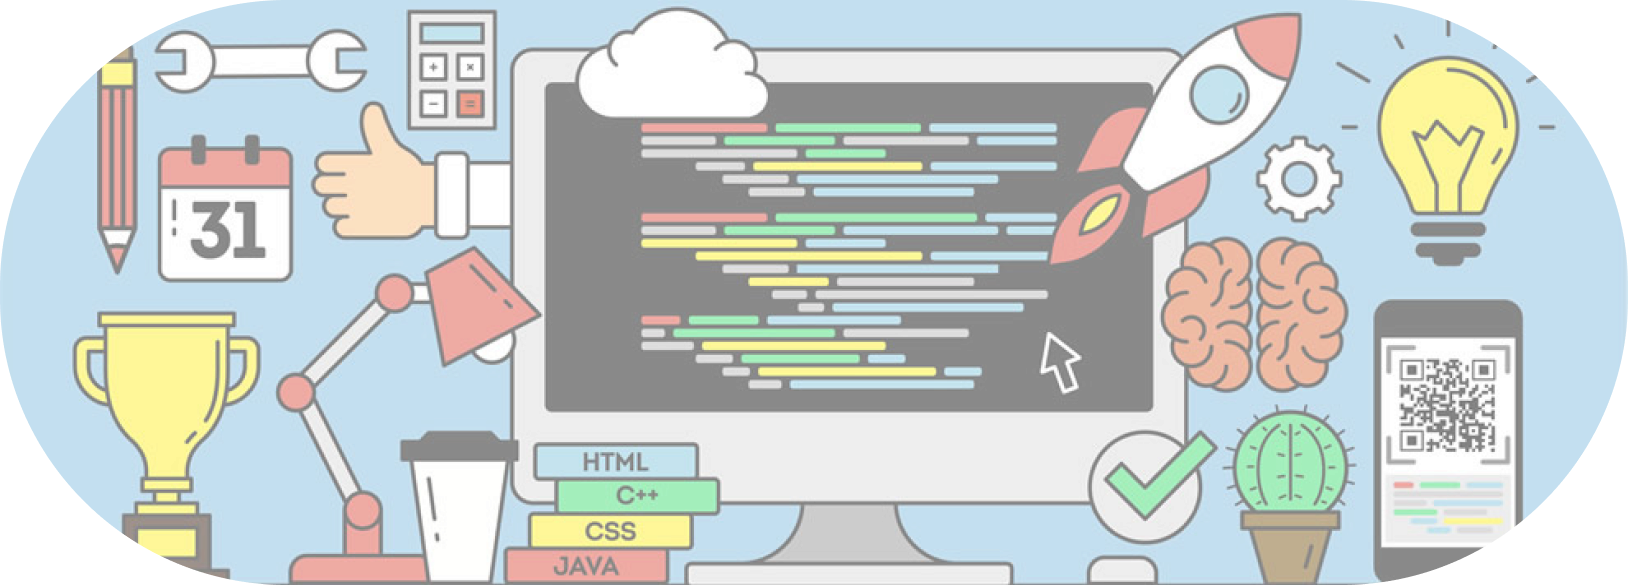 + ×
− =
31
HTML
C++
CSS
JAVA